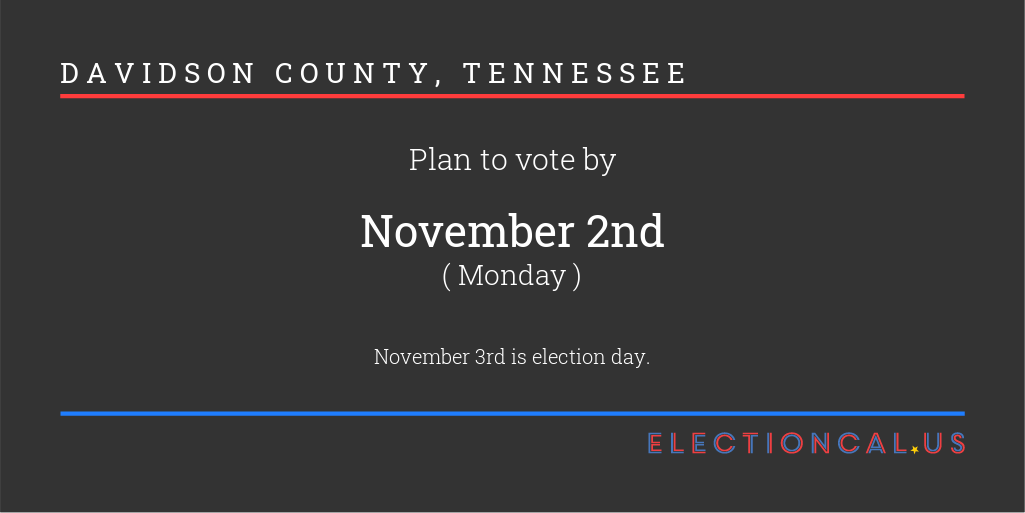 DAVIDSON COUNTY, TENNESSEE
Plan to vote by
November 2nd
( Monday )
November 3rd is election day.
ELECTIONCAL.US